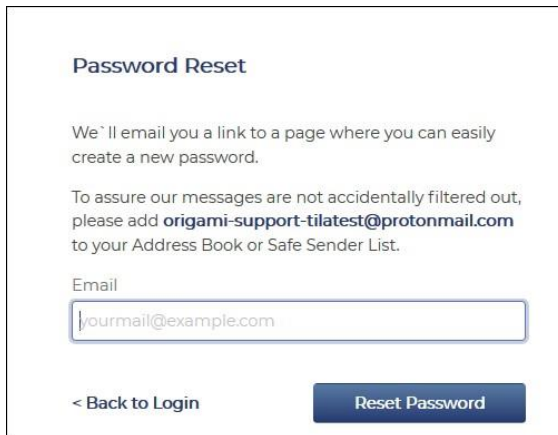 Password Reset
We`ll email you a link to a page where you can easily
create a new password.
To assure our messages are not accidentally filtered out,
please add origami-support-tilatest@protonmail.com
to your Address Book or Safe Sender List.
Email
yourmail@example.com
< Back to Login
Reset Password